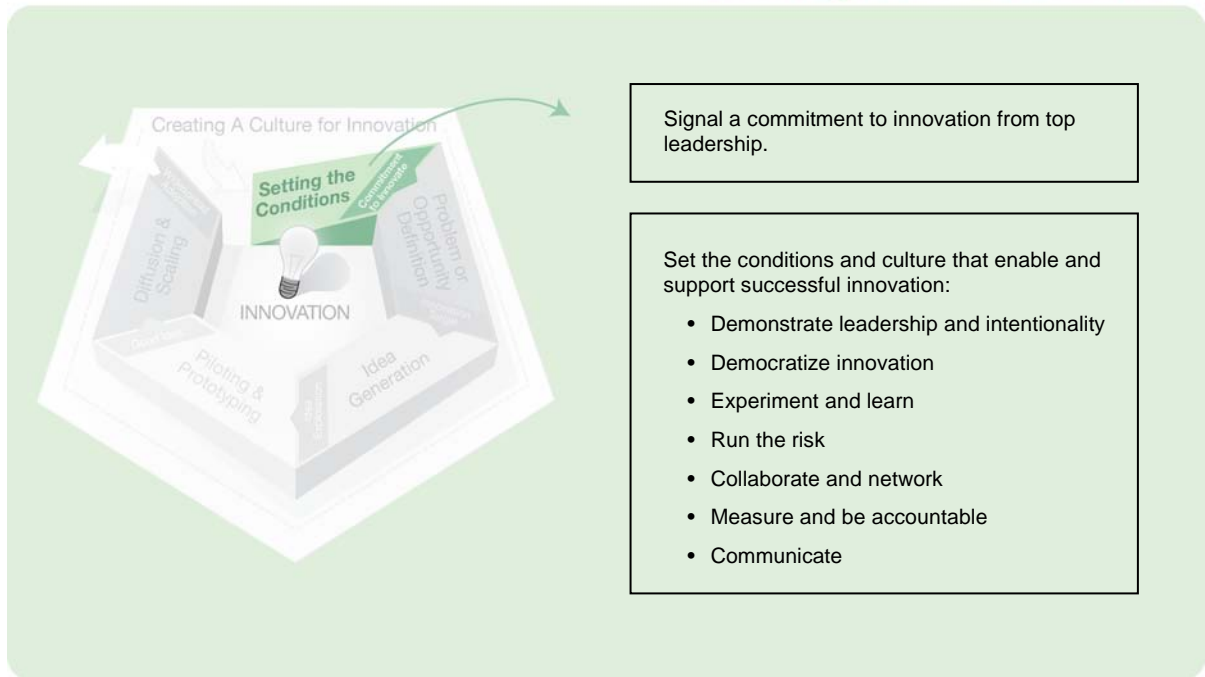 Creating A Culture for Innovation
Setting the
Conditions
Commitment
to Innovate
Problem or
Opportunity
Definition
Idea
Generation
Piloting &
Prototyping
Diffusion &
Scaling
INNOVATION
Signal a commitment to innovation from top
leadership.
Set the conditions and culture that enable and
support successful innovation:
• Demonstrate leadership and intentionality
• Democratize innovation
• Experiment and learn
• Run the risk
• Collaborate and network
• Measure and be accountable
• Communicate